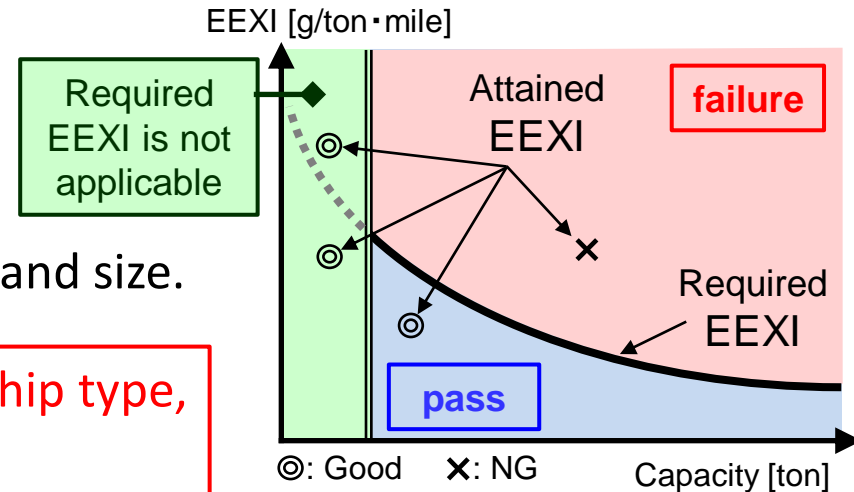 EEXI [g/ton・mile]
Required
EEXI is not
applicable
Attained
EEXI
failure
and size.
Required
EEXI
hip type,
pass
◎: Good ×: NG
Capacity [ton]